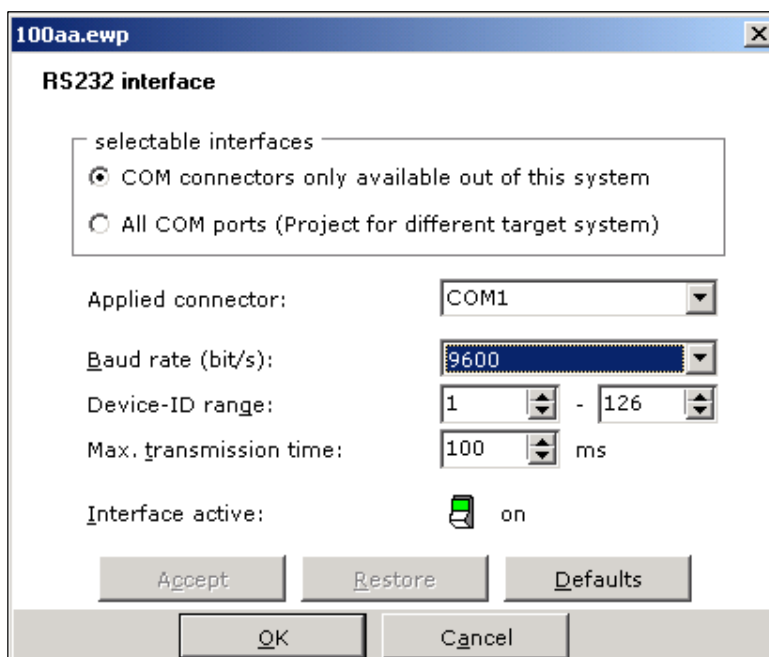 100aa.ewp
RS232 interface
selectable interfaces
COM connectors only available out of this system
All COM ports (Project for different target system)
Applied connector: COM1
Baud rate (bit/s): 9600
Device-ID range: 1 - 126
Max. transmission time: 100 ms
Interface active: on
Accept Restore Defaults
OK Cancel